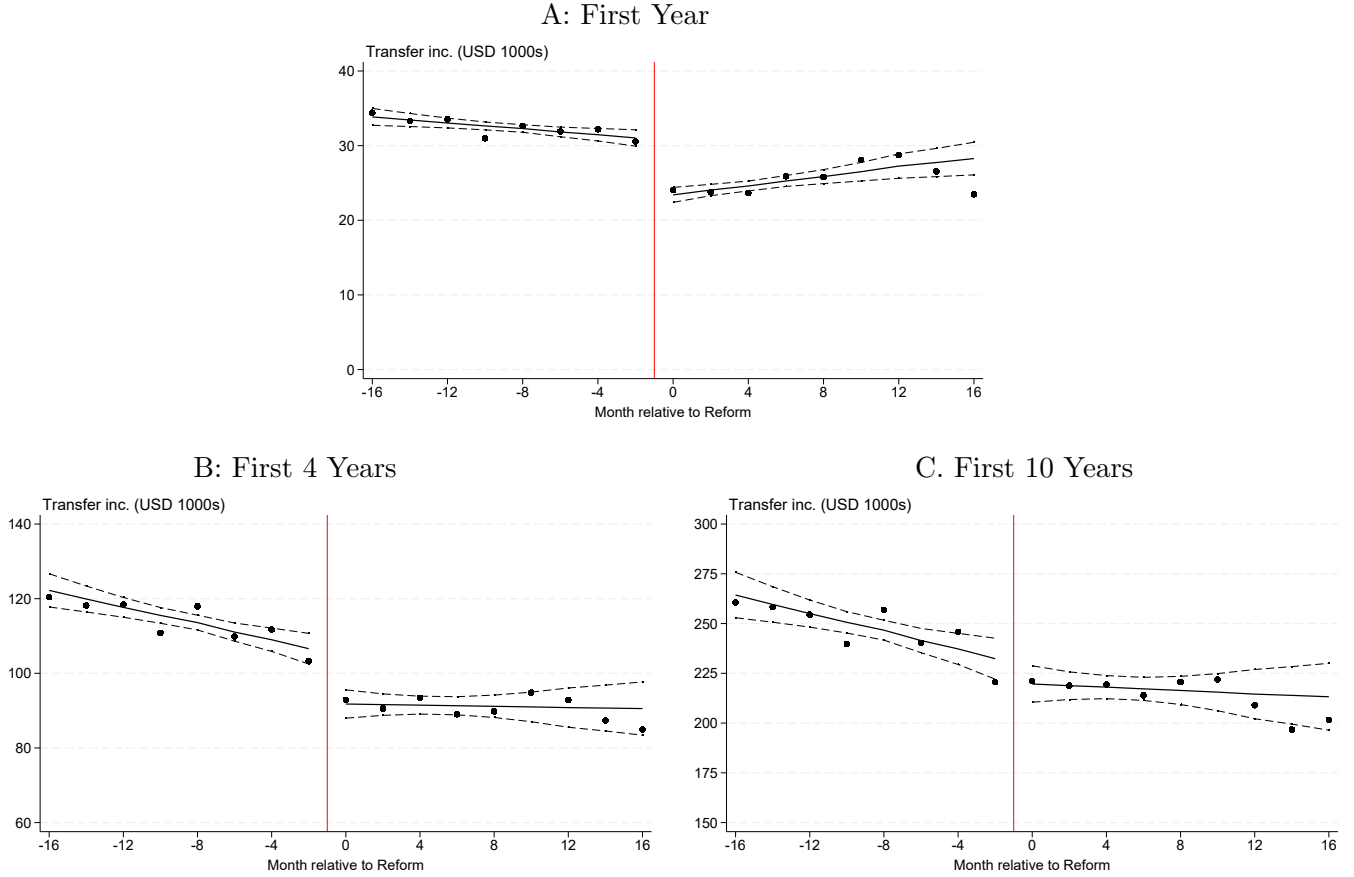 A: First Year
Transfer inc. (USD 1000s)
40
30
20
10
0
-16 -12 -8 -4 0 4 8 12 16
Month relative to Reform
B: First 4 Years
Transfer inc. (USD 1000s)
140
120
100
80
60
-16 -12 -8 -4 0 4 8 12 16
Month relative to Reform
C. First 10 Years
Transfer inc. (USD 1000s)
300
275
250
225
200
175
150
-16 -12 -8 -4 0 4 8 12 16
Month relative to Reform